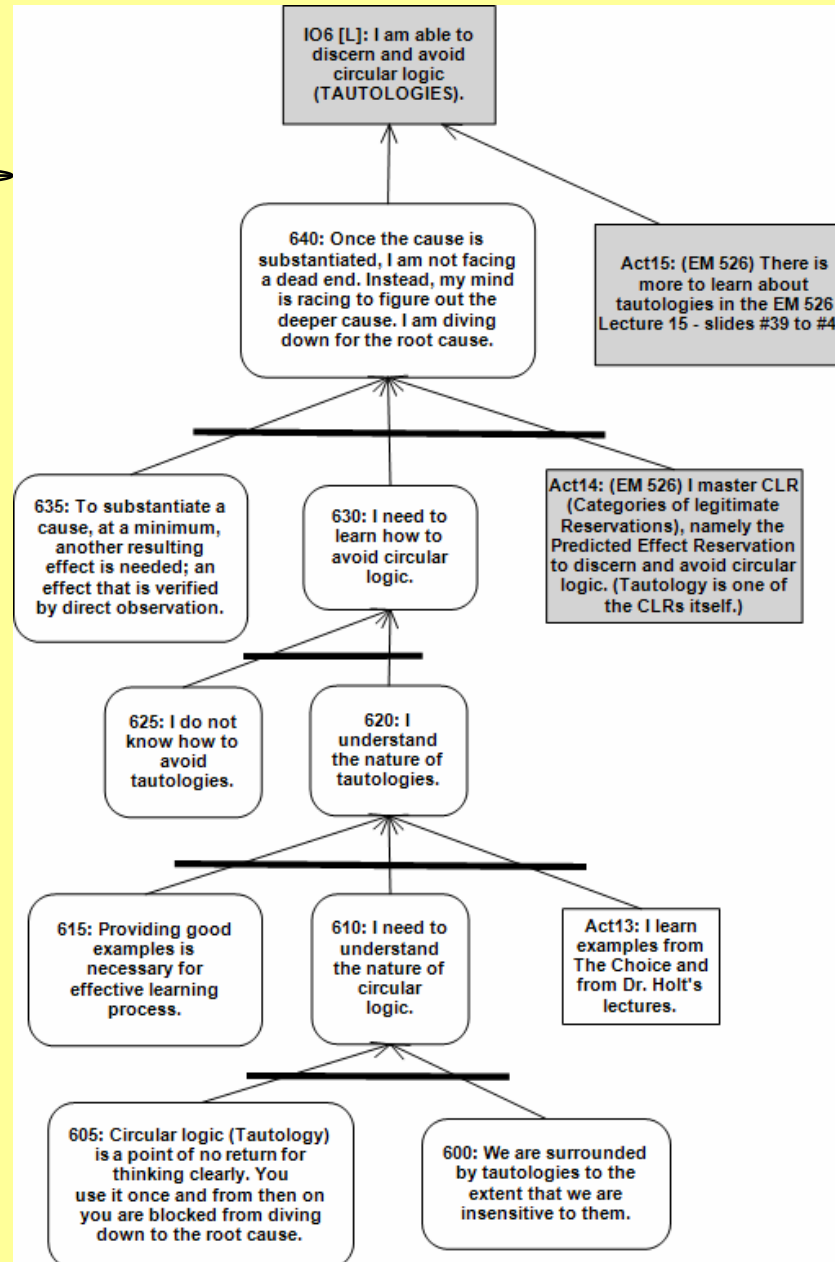 IO6 [L]: I am able to
discern and avoid
circular logic
(TAUTOLOGIES).
640: Once the cause is
substantiated, I am not facing
a dead end. Instead, my mind
is racing to figure out the
deeper cause. I am diving
down for the root cause.
Act15: (EM 526) There is
more to learn about
tautologies in the EM 526
Lecture 15 - slides #39 to #4
635: To substantiate a
cause, at a minimum,
another resulting
effect is needed; an
effect that is verified
by direct observation.
630: I need to
learn how to
avoid circular
logic.
Act14: (EM 526) I master CLR
(Categories of legitimate
Reservations), namely the
Predicted Effect Reservation
to discern and avoid circular
logic. (Tautology is one of
the CLRs itself.)
625: I do not
know how to
avoid
tautologies.
620: I
understand
the nature of
tautologies.
615: Providing good
examples is
necessary for
effective learning
process.
610: I need to
understand
the nature of
circular
logic.
Act13: I learn
examples from
The Choice and
from Dr. Holt's
lectures.
605: Circular logic (Tautology)
is a point of no return for
thinking clearly. You
use it once and from then on
you are blocked from diving
down to the root cause.
600: We are surrounded
by tautologies to the
extent that we are
insensitive to them.